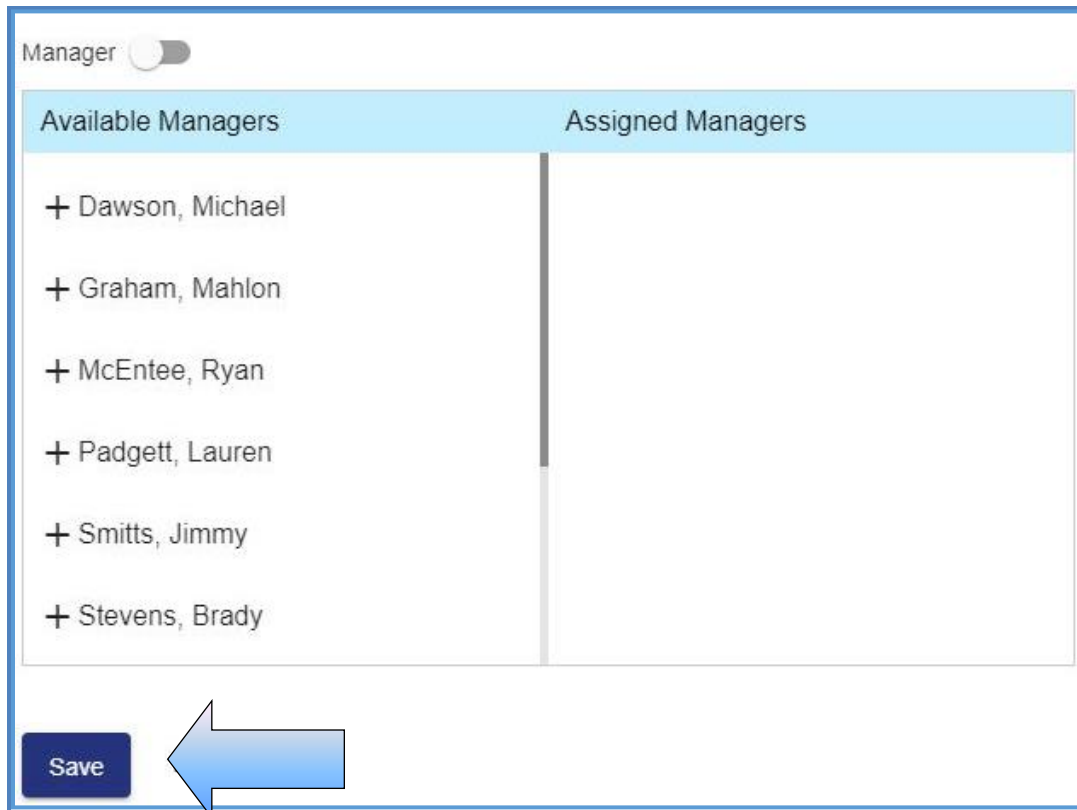 Manager
Available Managers Assigned Managers
+ Dawson, Michael
+ Graham, Mahlon
+ McEntee, Ryan
+ Padgett, Lauren
+ Smitts, Jimmy
+ Stevens, Brady
Save